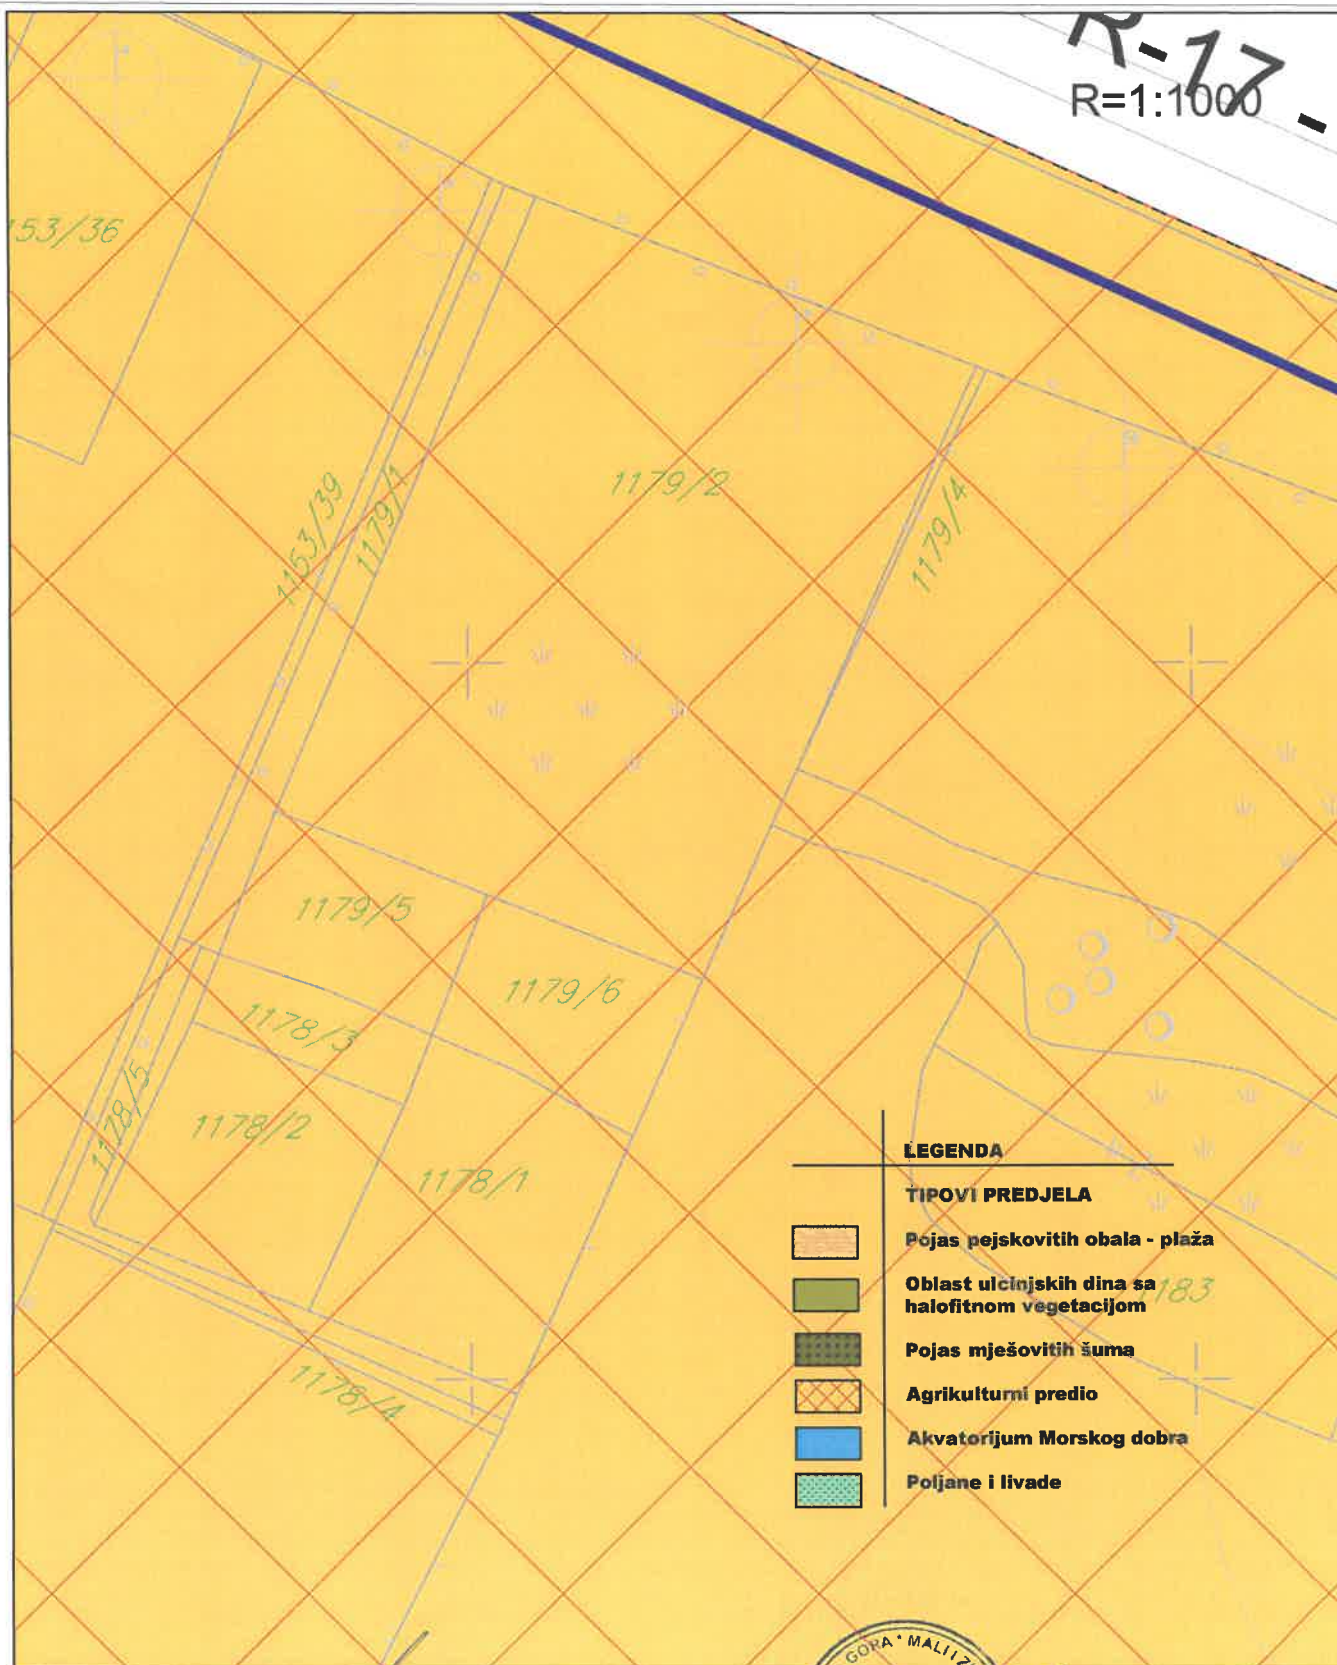 R-17 -
R=1:1000
153/36
1153/39
1179/1
1179/2
1179/4
1179/5
1179/6
1178/3
1178/5
1178/2
1178/1
1178/4
LEGENDA
TIPOVI PREDJELA
Pojas pejskovitih obala - plaža
Oblast ulcinjskih dina sa
halofitnom vegetacijom
1183
Pojas mješovitih šuma
Agrikulturni predio
Akvatorijum Morskog dobra
Poljane i livade
GORA * MALI I Z